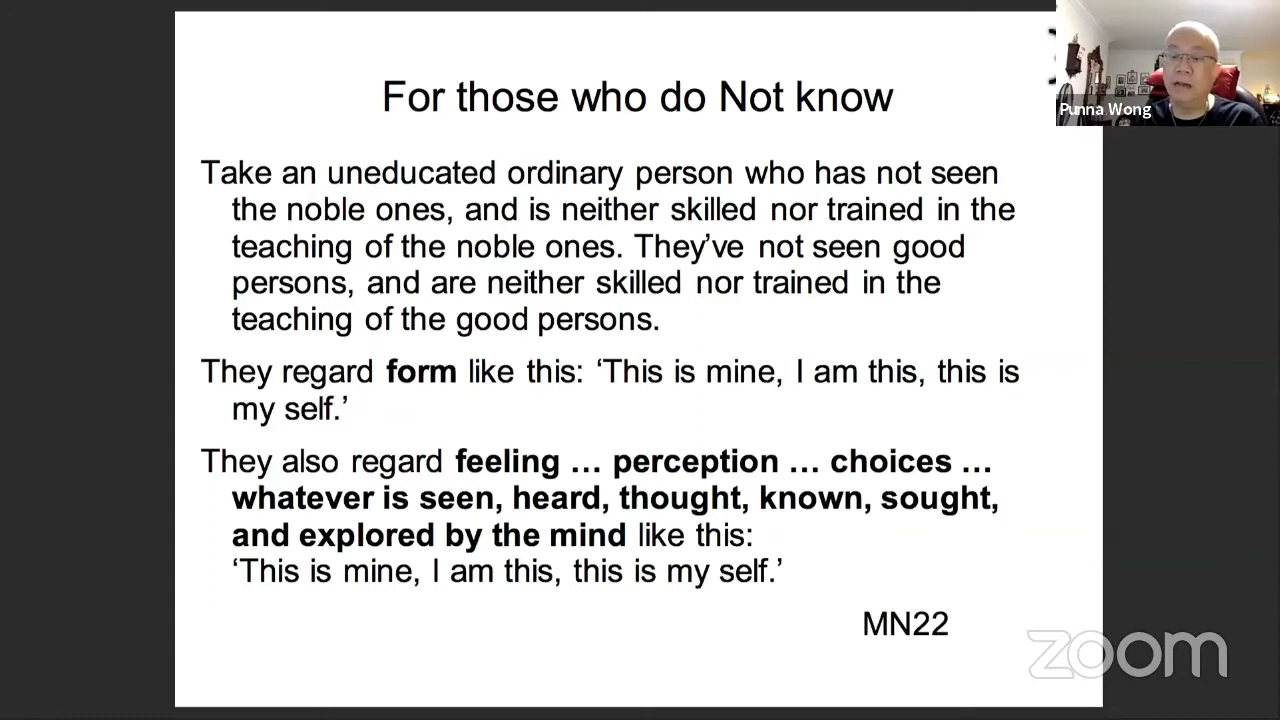 For those who do Not know
Take an uneducated ordinary person who has not seen
the noble ones, and is neither skilled nor trained in the
teaching of the noble ones. They've not seen good
persons, and are neither skilled nor trained in the
teaching of the good persons.
They regard form like this: ‘This is mine, I am this, this is
my self.’
They also regard feeling … perception … choices …
whatever is seen, heard, thought, known, sought,
and explored by the mind like this:
‘This is mine, I am this, this is my self.’
MN22
Punna Wong
zoom